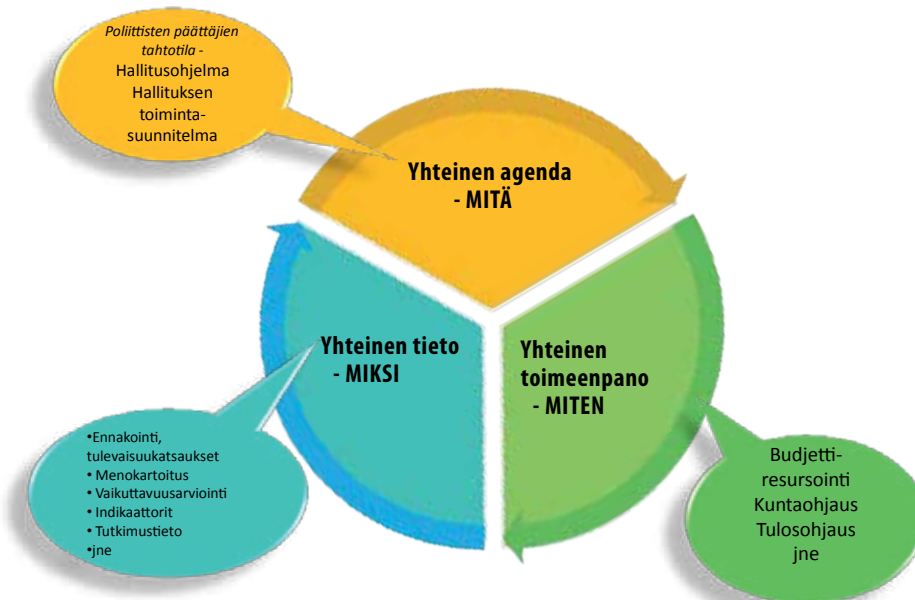 Poliittisten päättäjien
tahtotila -
Hallitusohjelma
Hallituksen
toiminta-
suunnitelma
Yhteinen agenda
- MITÄ
Yhteinen tieto
- MIKSI
Yhteinen
toimeenpano
- MITEN
•Ennakointi,
tulevaisuukatsaukset
• Menokartoitus
• Vaikuttavuusarviointi
• Indikaattorit
• Tutkimustieto
•jne
Budjetti-
resursointi
Kuntaohjaus
Tulosohjaus
jne